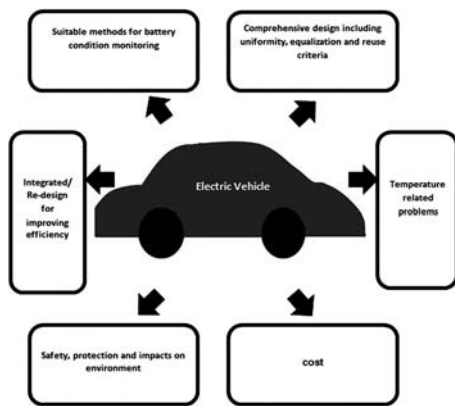 Suitable methods for battery
condition monitoring
Comprehensive design including
uniformity, equalization and reuse
criteria
Integrated/
Re-design
for
improving
efficiency
Electric Vehicle
Temperature
related
problems
Safety, protection and impacts on
environment
cost